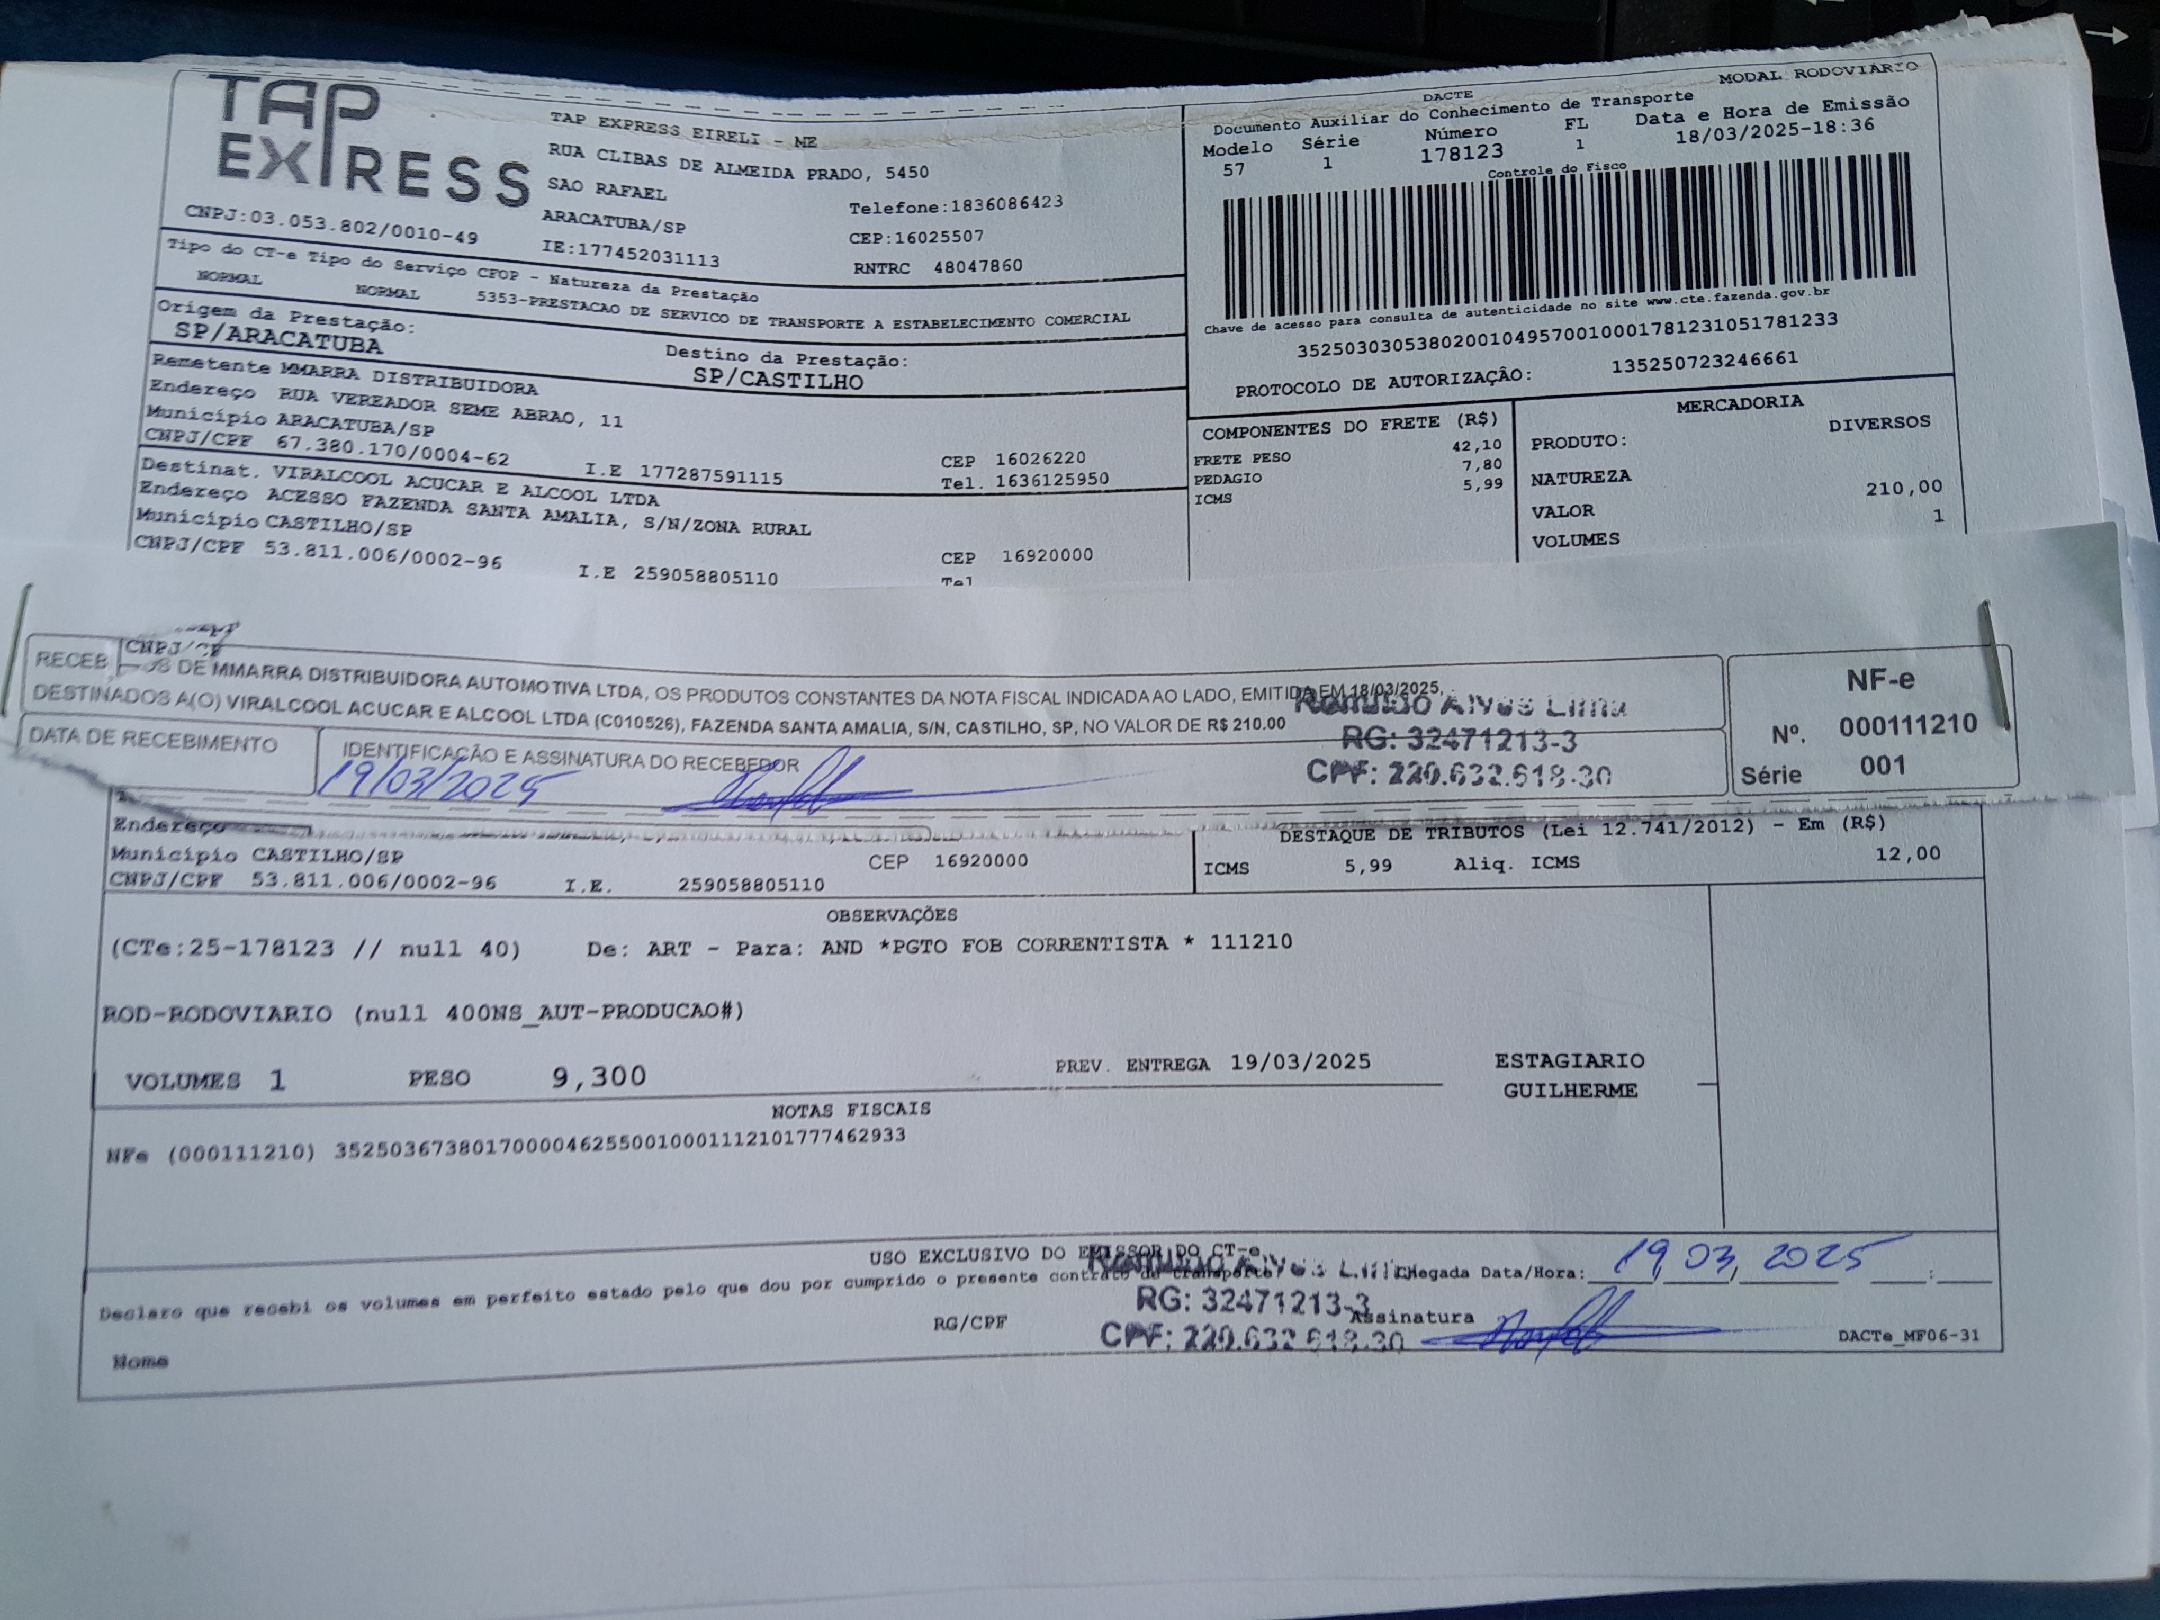 TAP
EXPRESS
CNPJ:03.053.802/0010-49
TAP EXPRESS EIRELI - ME
RUA CLIBAS DE ALMEIDA PRADO, 5450
SAO RAFAEL
ARACATUBA/SP
IE:177452031113
Telefone:1836086423
CEP:16025507
RNTRC 48047860
MODAL RODOVIARIO
DACTE
Documento Auxiliar do Conhecimento de Transporte
Modelo Série Número FL Data e Hora de Emissão
57 1 178123 1 18/03/2025-18:36
Controle do Fisco
Chave de acesso para consulta de autenticidade no site www.cte.fazenda.gov.br
35250303053802001049570010001781231051781233
PROTOCOLO DE AUTORIZAÇÃO: 135250723246661
Tipo do CT-e Tipo do Serviço CFOP - Natureza da Prestação
NORMAL NORMAL 5353-PRESTACAO DE SERVICO DE TRANSPORTE A ESTABELECIMENTO COMERCIAL
Origem da Prestação:
SP/ARACATUBA
Destino da Prestação:
SP/CASTILHO
Remetente MMARRA DISTRIBUIDORA
Endereço RUA VEREADOR SEME ABRAO, 11
Município ARACATUBA/SP
CNPJ/CPF 67.380.170/0004-62 I.E 177287591115
CEP 16026220
Tel. 1636125950
Destinat. VIRALCOOL ACUCAR E ALCOOL LTDA
Endereço ACESSO FAZENDA SANTA AMALIA, S/N/ZONA RURAL
Município CASTILHO/SP
CNPJ/CPF 53.811.006/0002-96 I.E 259058805110
CEP 16920000
Tel
COMPONENTES DO FRETE (R$)
FRETE PESO 42,10
PEDAGIO 7,80
ICMS 5,99
MERCADORIA
PRODUTO: DIVERSOS
NATUREZA
VALOR 210,00
VOLUMES 1
CNPJ/CP
RECEB OS DE MMARRA DISTRIBUIDORA AUTOMOTIVA LTDA, OS PRODUTOS CONSTANTES DA NOTA FISCAL INDICADA AO LADO, EMITIDA EM 18/03/2025,
DESTINADOS A(O) VIRALCOOL ACUCAR E ALCOOL LTDA (C010526), FAZENDA SANTA AMALIA, S/N, CASTILHO, SP, NO VALOR DE R$ 210.00
DATA DE RECEBIMENTO
IDENTIFICAÇÃO E ASSINATURA DO RECEBEDOR
19/03/2025
Alves Lima
RG: 32471213-3
CPF: 220.632.618-30
NF-e
Nº. 000111210
Série 001
Endereço
Município CASTILHO/SP CEP 16920000
CNPJ/CPF 53.811.006/0002-96 I.E. 259058805110
DESTAQUE DE TRIBUTOS (Lei 12.741/2012) - Em (R$)
ICMS 5,99 Aliq. ICMS 12,00
OBSERVAÇÕES
(CTe:25-178123 // null 40) De: ART - Para: AND *PGTO FOB CORRENTISTA * 111210
ROD-RODOVIARIO (null 400NS_AUT-PRODUCAO#)
VOLUMES 1 PESO 9,300 PREV. ENTREGA 19/03/2025
ESTAGIARIO
GUILHERME
NOTAS FISCAIS
NFe (000111210) 35250367380170000462550010001112101777462933
USO EXCLUSIVO DO EMISSOR DO CT-e
Declaro que recebi os volumes em perfeito estado pelo que dou por cumprido o presente contrato de transporte.
Chegada Data/Hora: 19, 03, 2025 :
Alves
RG: 32471213-3
CPF: 220.632.618-30
Nome
RG/CPF
Assinatura
DACTe_MF06-31